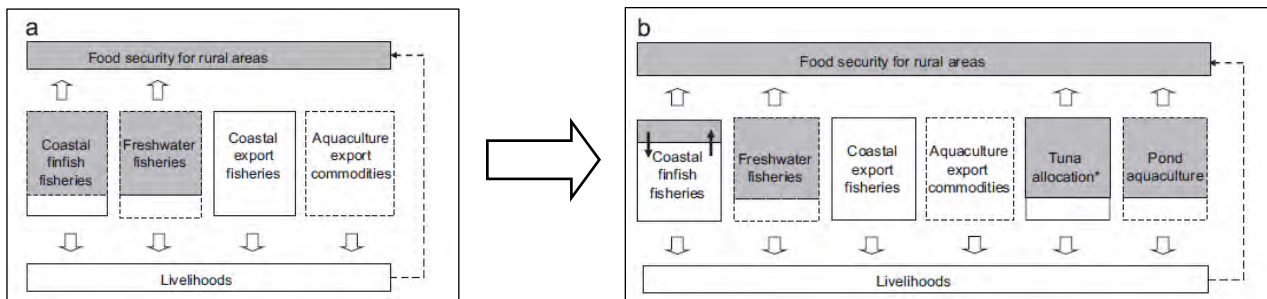 a
Food security for rural areas
Coastal
finfish
fisheries
Freshwater
fisheries
Coastal
export
fisheries
Aquaculture
export
commodities
Livelihoods
b
Food security for rural areas
Coastal
finfish
fisheries
Freshwater
fisheries
Coastal
export
fisheries
Aquaculture
export
commodities
Tuna
allocation*
Pond
aquaculture
Livelihoods